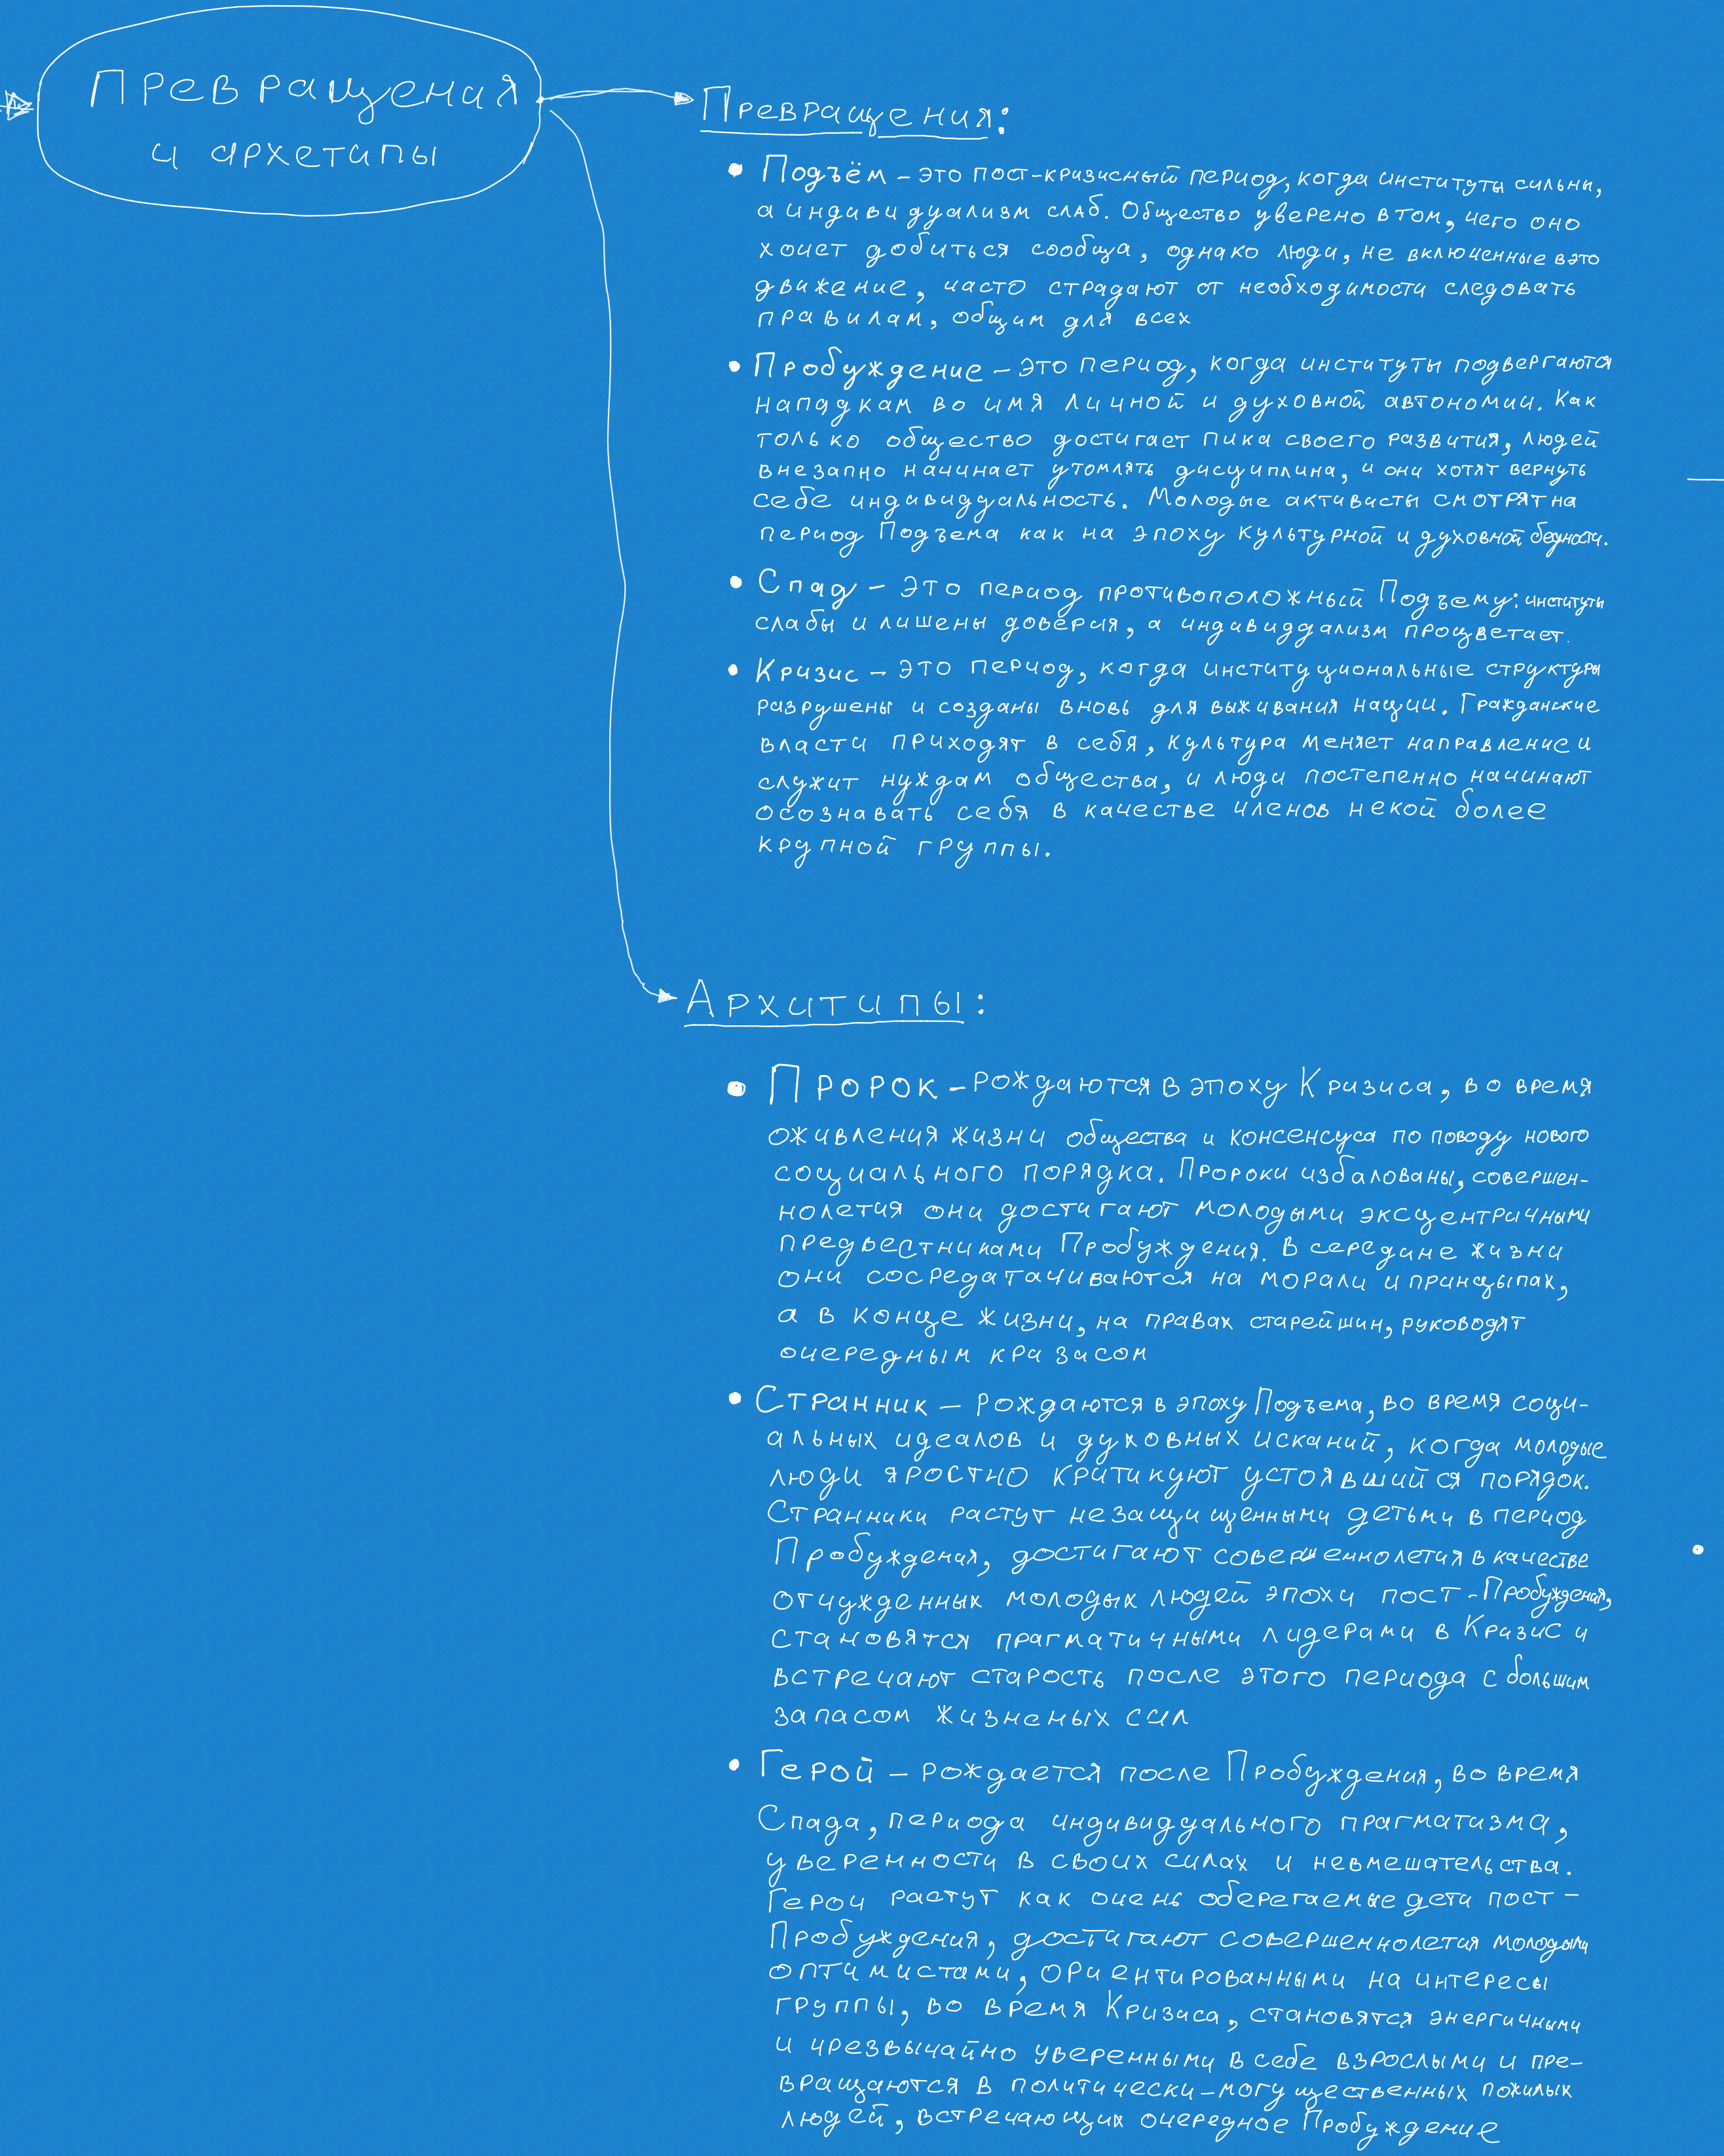 Превращения
и архетипы
Превращения:
• Подъём – это пост-кризисный период, когда институты сильны,
а индивидуализм слаб. Общество уверено в том, чего оно
хочет добиться сообща, однако люди, не включенные в это
движение, часто страдают от необходимости следовать
правилам, общим для всех
• Пробуждение – это период, когда институты подвергаются
нападкам во имя личной и духовной автономии. Как
только общество достигает пика своего развития, людей
внезапно начинает утомлять дисциплина, и они хотят вернуть
себе индивидуальность. Молодые активисты смотрят на
период Подъема как на эпоху культурной и духовной бедности.
• Спад – это период противоположный Подъему: институты
слабы и лишены доверия, а индивиддализм процветает.
• Кризис – это период, когда институциональные структуры
разрушены и созданы вновь для выживания нации. Гражданские
власти приходят в себя, культура меняет направление и
служит нуждам общества, и люди постепенно начинают
осознавать себя в качестве членов некой более
крупной группы.
Архитипы:
• Пророк – рождаются в эпоху Кризиса, во время
оживления жизни общества и консенсуса по поводу нового
социального порядка. Пророки избалованы, совершен-
нолетия они достигают молодыми эксцентричными
предвестниками Пробуждения. В середине жизни
они сосредатачиваются на морали и принцыпах,
а в конце жизни, на правах старейшин, руководят
очередным кразасом
• Странник – рождаются в эпоху Подъема, во время соци-
альных идеалов и духовных исканий, когда молодые
люди яростно критикуют устоявшийся порядок.
Странники растут незащищенными детьми в период
Пробуждения, достигают совершеннолетия в качестве
отчужденных молодых людей эпохи пост-Пробуждения,
становятся прагматичными лидерами в Кризис и
встречают старость после этого периода с большим
запасом жизненых сил
• Герой – рождается после Пробуждения, во время
Спада, периода индивидуального прагматизма,
уверенности в своих силах и невмешательства.
Герои растут как очень оберегаемые дети пост-
Пробуждения, достигают совершеннолетия молодыми
оптимистами, ориентированными на интересы
группы, во время Кризиса, становятся энергичными
и чрезвычайно уверенными в себе взрослыми и пре-
вращаются в политически-могущественных пожилых
людей, встречающих очередное Пробуждение